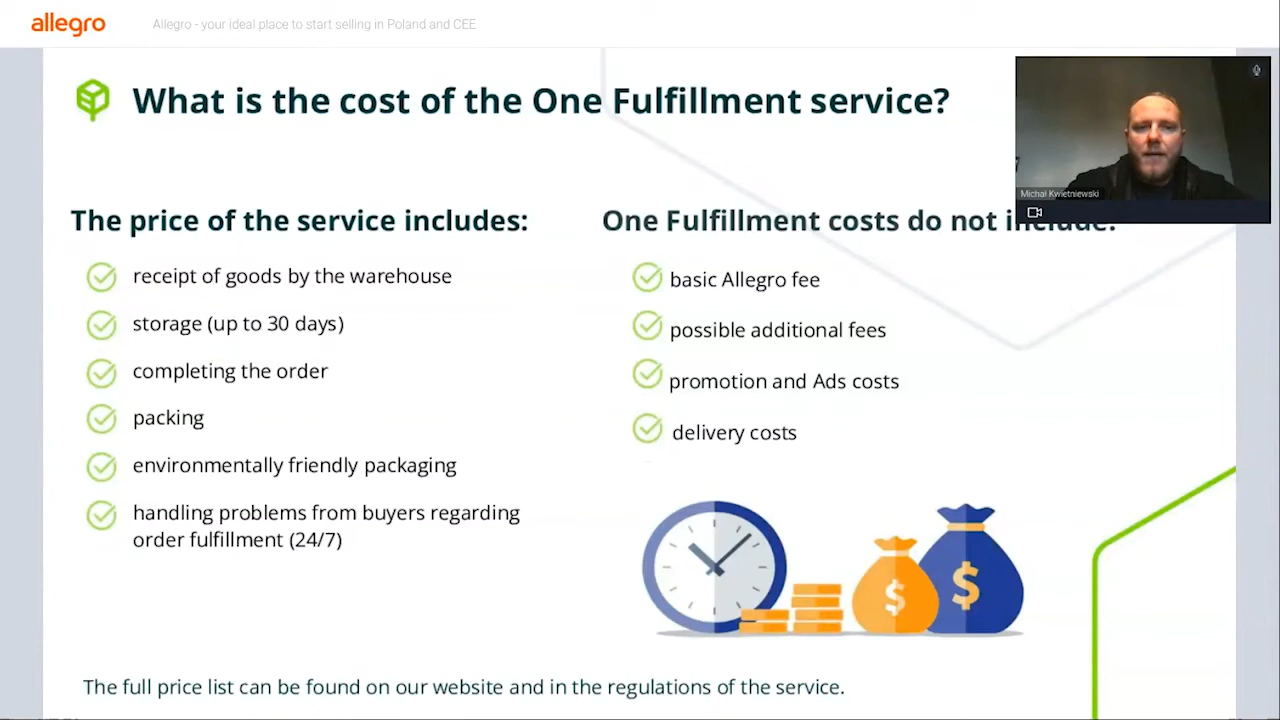 allegro
Allegro - your ideal place to start selling in Poland and CEE
What is the cost of the One Fulfillment service?
Michał Kwietniewski
The price of the service includes:
receipt of goods by the warehouse
storage (up to 30 days)
completing the order
packing
environmentally friendly packaging
handling problems from buyers regarding
order fulfillment (24/7)
One Fulfillment costs do not include:
basic Allegro fee
possible additional fees
promotion and Ads costs
delivery costs
$
$
The full price list can be found on our website and in the regulations of the service.